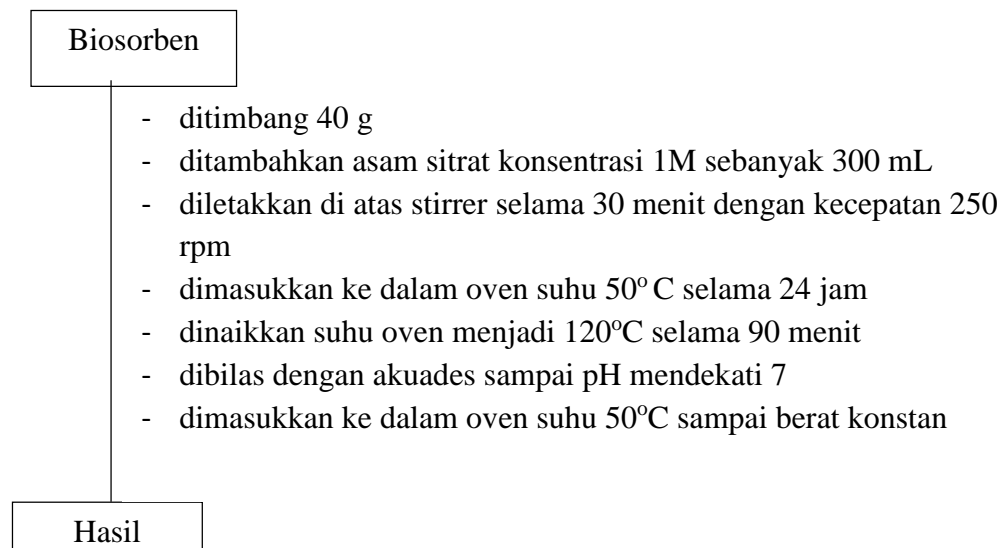 Biosorben
- ditimbang 40 g
- ditambahkan asam sitrat konsentrasi 1M sebanyak 300 mL
- diletakkan di atas stirrer selama 30 menit dengan kecepatan 250
rpm
- dimasukkan ke dalam oven suhu 50° C selama 24 jam
- dinaikkan suhu oven menjadi 120°C selama 90 menit
- dibilas dengan akuades sampai pH mendekati 7
- dimasukkan ke dalam oven suhu 50°C sampai berat konstan
Hasil